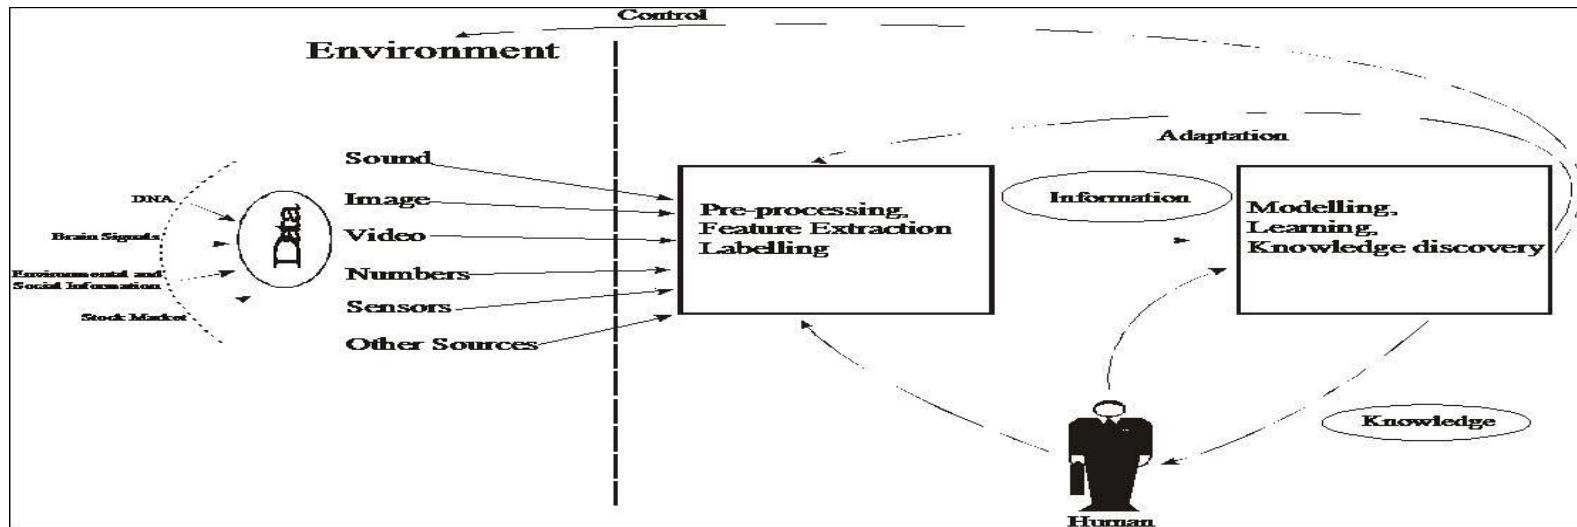 Control
Environment
Adaptation
Sound
Image
Video
Numbers
Sensors
Other Sources
DNA
Brain Signals
Environmental and
Social Information
Stock Market
Data
Pre-processing,
Feature Extraction
Labelling
Information
Modelling,
Learning,
Knowledge discovery
Knowledge
Human